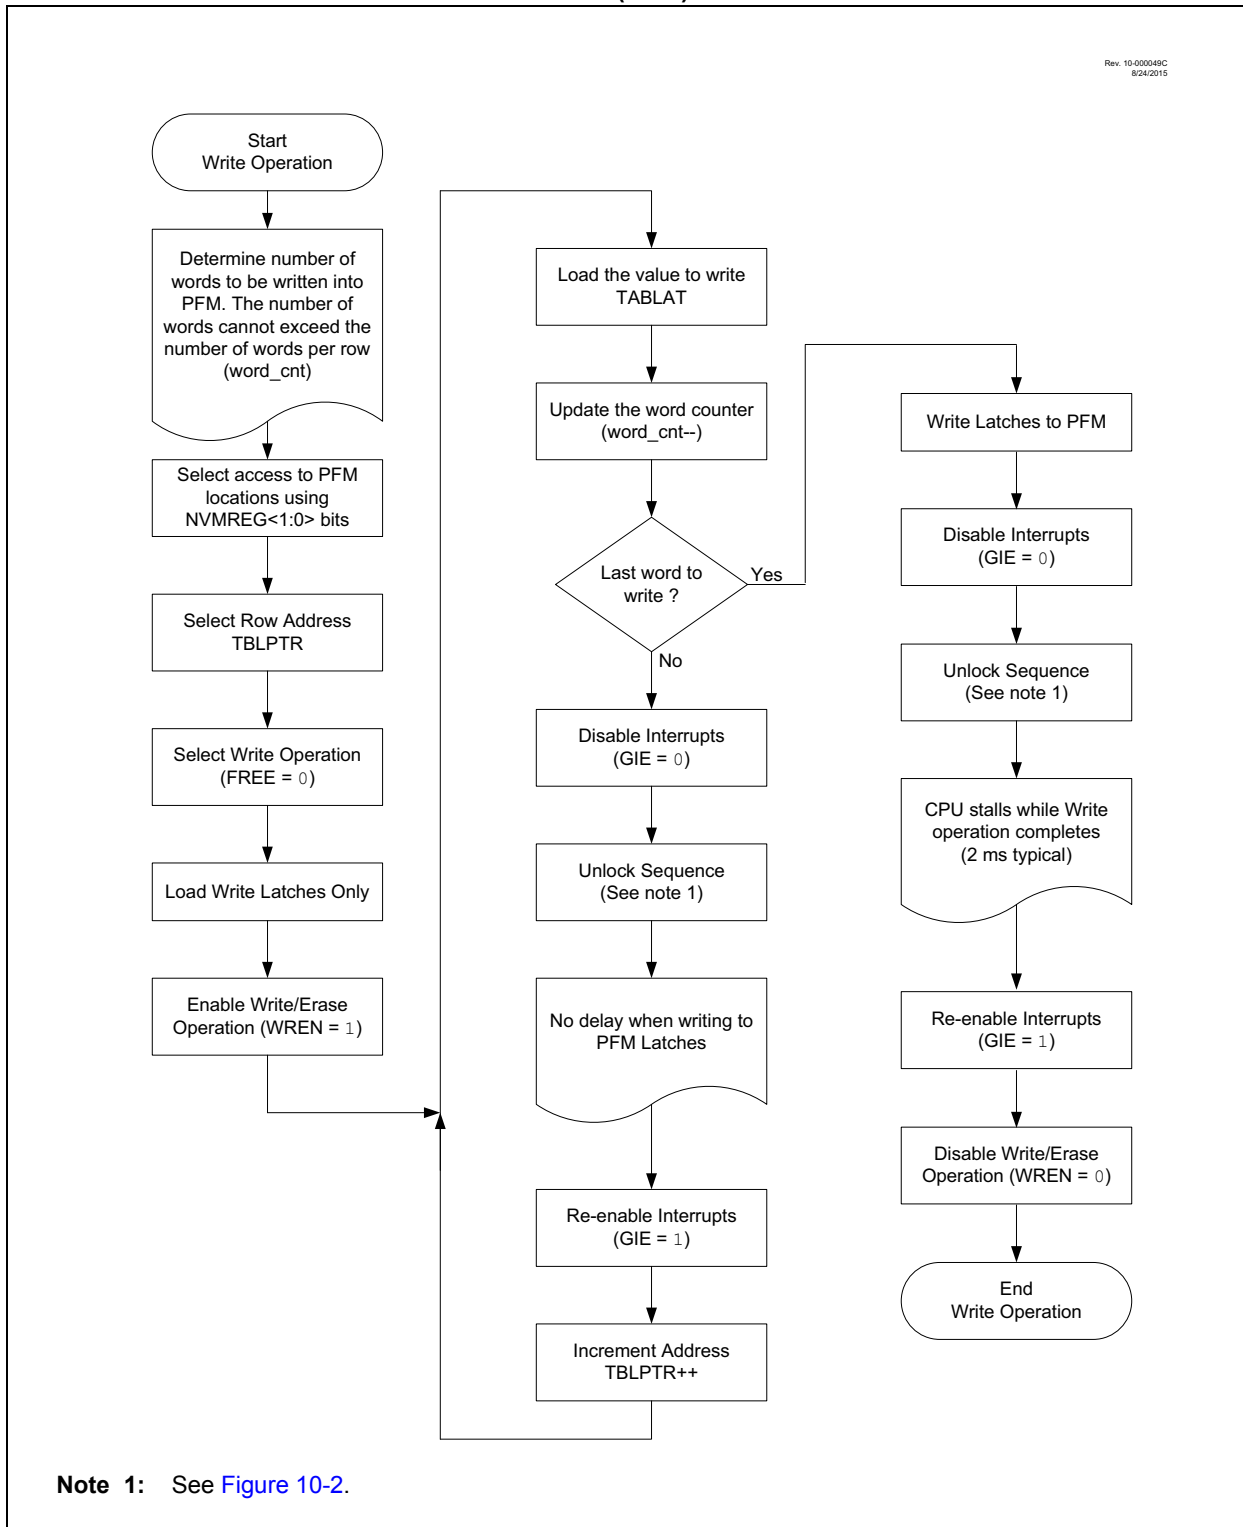 Rev. 10-000049C
8/24/2015
Start
Write Operation
Determine number of
words to be written into
PFM. The number of
words cannot exceed the
number of words per row
(word_cnt)
Select access to PFM
locations using
NVMREG<1:0> bits
Select Row Address
TBLPTR
Select Write Operation
(FREE = 0)
Load Write Latches Only
Enable Write/Erase
Operation (WREN = 1)
Load the value to write
TABLAT
Update the word counter
(word_cnt--)
Last word to
write ?
Yes
No
Disable Interrupts
(GIE = 0)
Unlock Sequence
(See note 1)
No delay when writing to
PFM Latches
Re-enable Interrupts
(GIE = 1)
Increment Address
TBLPTR++
Write Latches to PFM
Disable Interrupts
(GIE = 0)
Unlock Sequence
(See note 1)
CPU stalls while Write
operation completes
(2 ms typical)
Re-enable Interrupts
(GIE = 1)
Disable Write/Erase
Operation (WREN = 0)
End
Write Operation
Note 1: See Figure 10-2.